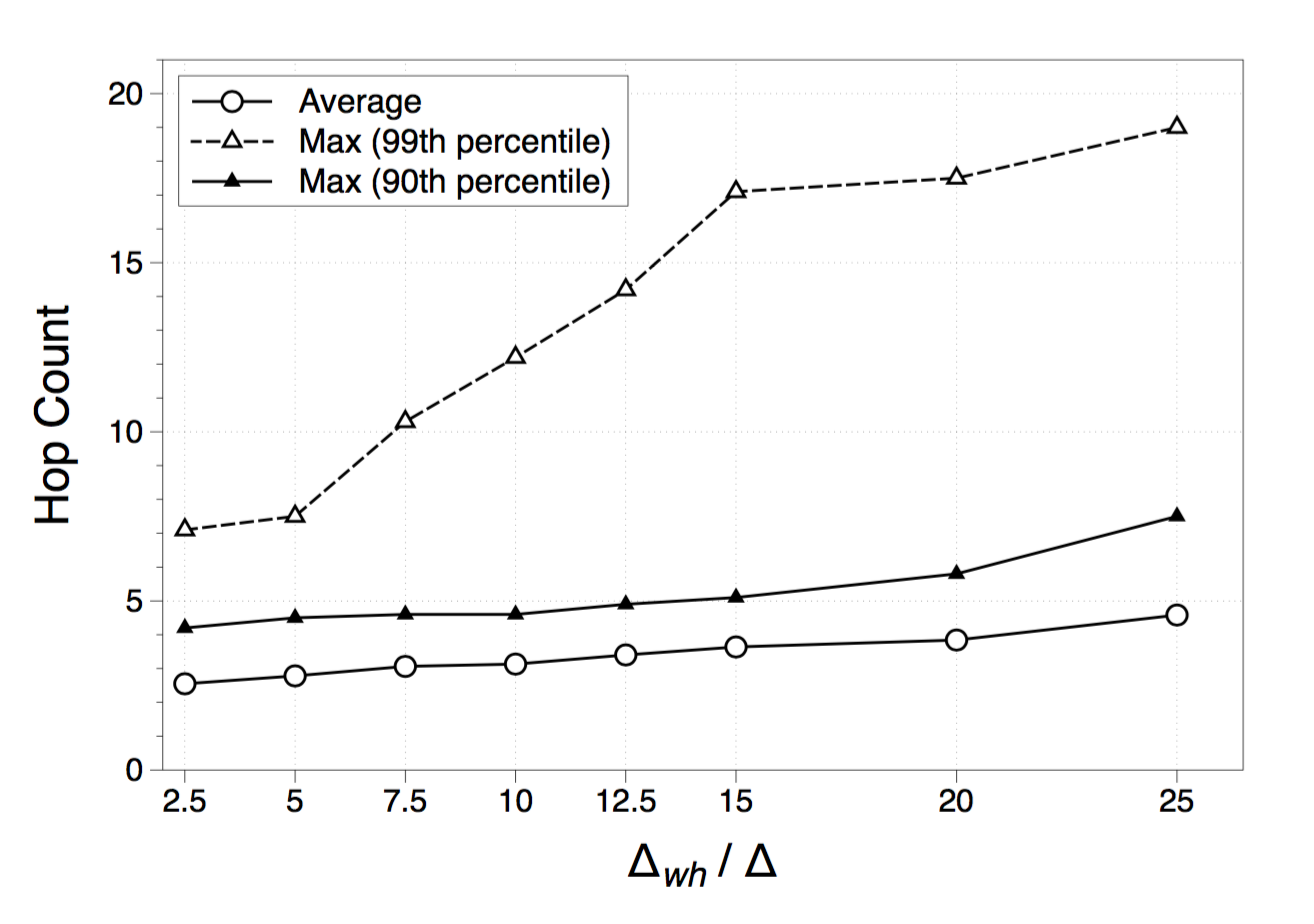 Average
Max (99th percentile)
Max (90th percentile)
Hop Count
20
15
10
5
0
2.5 5 7.5 10 12.5 15 20 25
Δwh / Δ